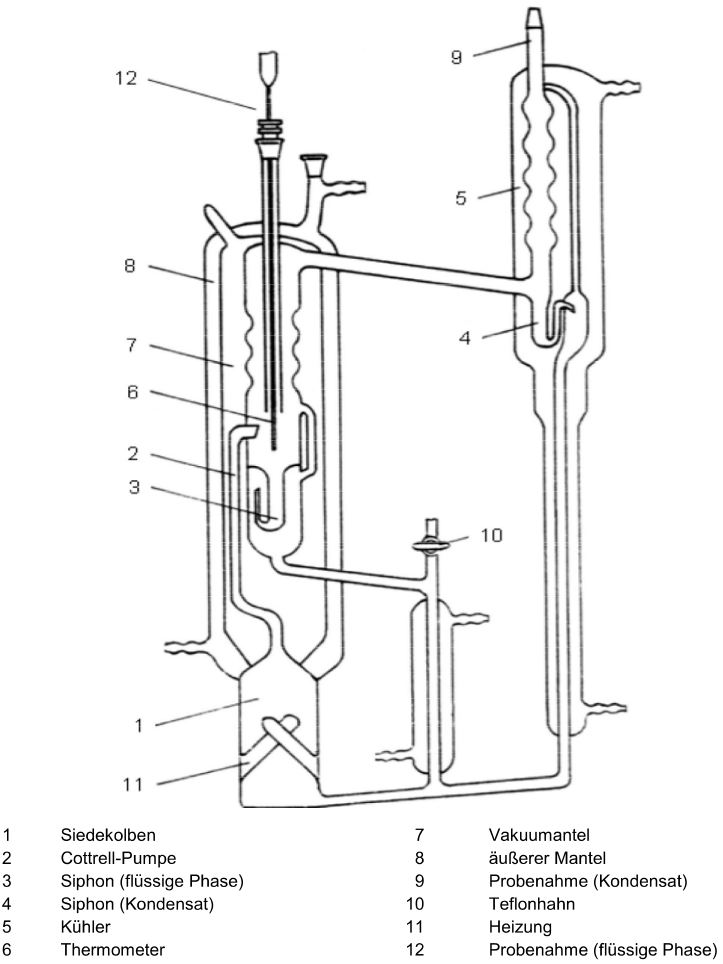 12
9
5
8
4
7
6
2
3
10
1
11
1 Siedekolben 7 Vakuumantel
2 Cottrell-Pumpe 8 äußerer Mantel
3 Siphon (flüssige Phase) 9 Probenahme (Kondensat)
4 Siphon (Kondensat) 10 Teflonhahn
5 Kühler 11 Heizung
6 Thermometer 12 Probenahme (flüssige Phase)